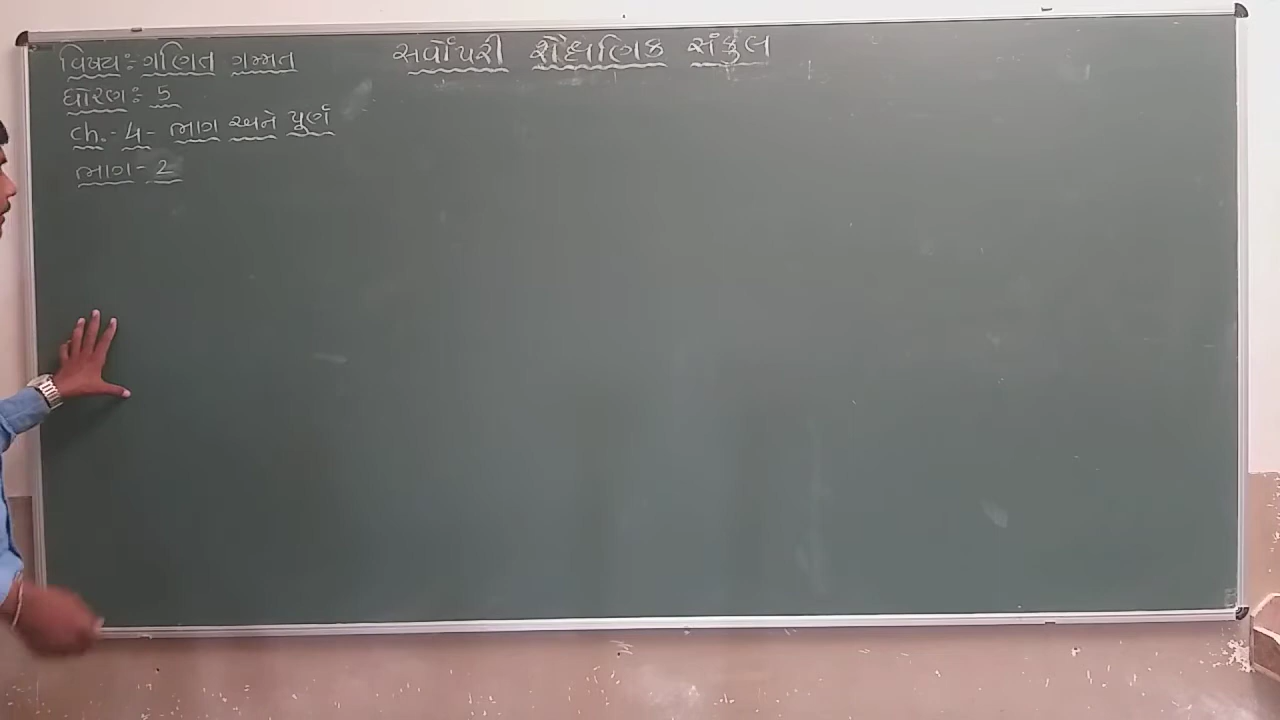 સર્વોપરી શૈક્ષણિક સંકુલ
વિષય:- ગણિત ગમ્મત
ધોરણ:- 5
ch.- 4- ભાગ અને પૂર્ણ
ભાગ- 2